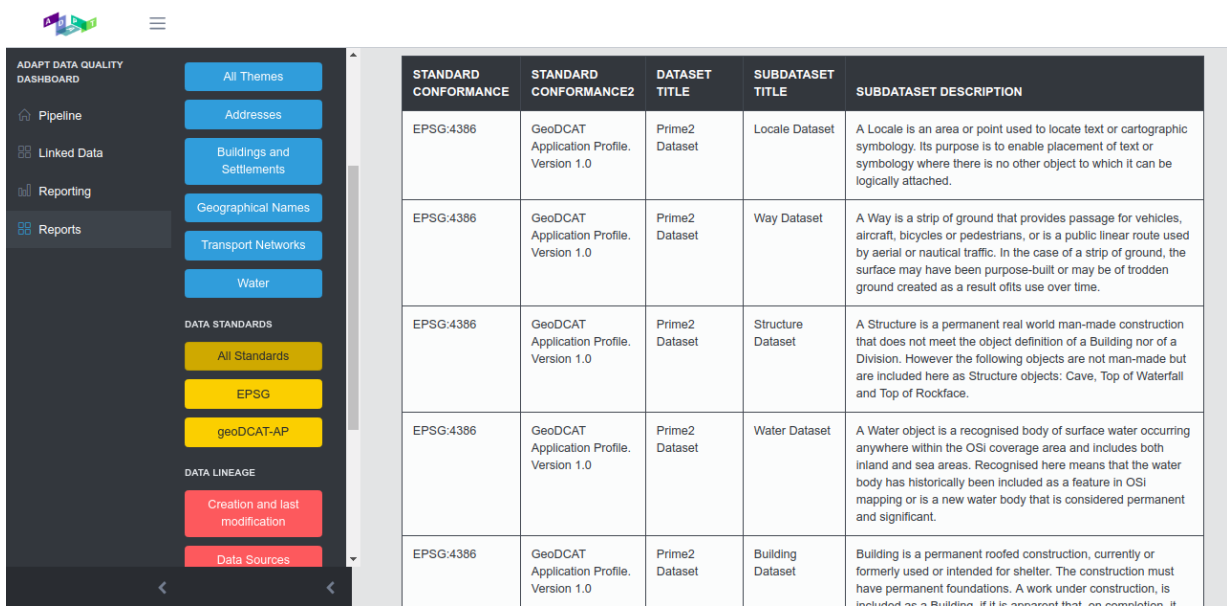 ADAPT
ADAPT DATA QUALITY
DASHBOARD
Pipeline
Linked Data
Reporting
Reports
All Themes
Addresses
Buildings and
Settlements
Geographical Names
Transport Networks
Water
DATA STANDARDS
All Standards
EPSG
geoDCAT-AP
DATA LINEAGE
Creation and last
modification
Data Sources
STANDARD
CONFORMANCE
STANDARD
CONFORMANCE2
DATASET
TITLE
SUBDATASET
TITLE
SUBDATASET DESCRIPTION
EPSG:4386
GeoDCAT
Application Profile.
Version 1.0
Prime2
Dataset
Locale Dataset
A Locale is an area or point used to locate text or cartographic
symbology. Its purpose is to enable placement of text or
symbology where there is no other object to which it can be
logically attached.
EPSG:4386
GeoDCAT
Application Profile.
Version 1.0
Prime2
Dataset
Way Dataset
A Way is a strip of ground that provides passage for vehicles,
aircraft, bicycles or pedestrians, or is a public linear route used
by aerial or nautical traffic. In the case of a strip of ground, the
surface may have been purpose-built or may be of trodden
ground created as a result ofits use over time.
EPSG:4386
GeoDCAT
Application Profile.
Version 1.0
Prime2
Dataset
Structure
Dataset
A Structure is a permanent real world man-made construction
that does not meet the object definition of a Building nor of a
Division. However the following objects are not man-made but
are included here as Structure objects: Cave, Top of Waterfall
and Top of Rockface.
EPSG:4386
GeoDCAT
Application Profile.
Version 1.0
Prime2
Dataset
Water Dataset
A Water object is a recognised body of surface water occurring
anywhere within the OSi coverage area and includes both
inland and sea areas. Recognised here means that the water
body has historically been included as a feature in OSi
mapping or is a new water body that is considered permanent
and significant.
EPSG:4386
GeoDCAT
Application Profile.
Version 1.0
Prime2
Dataset
Building
Dataset
Building is a permanent roofed construction, currently or
formerly used or intended for shelter. The construction must
have permanent foundations. A work under construction, is
included as a Building, if it is apparent that, on completion, it